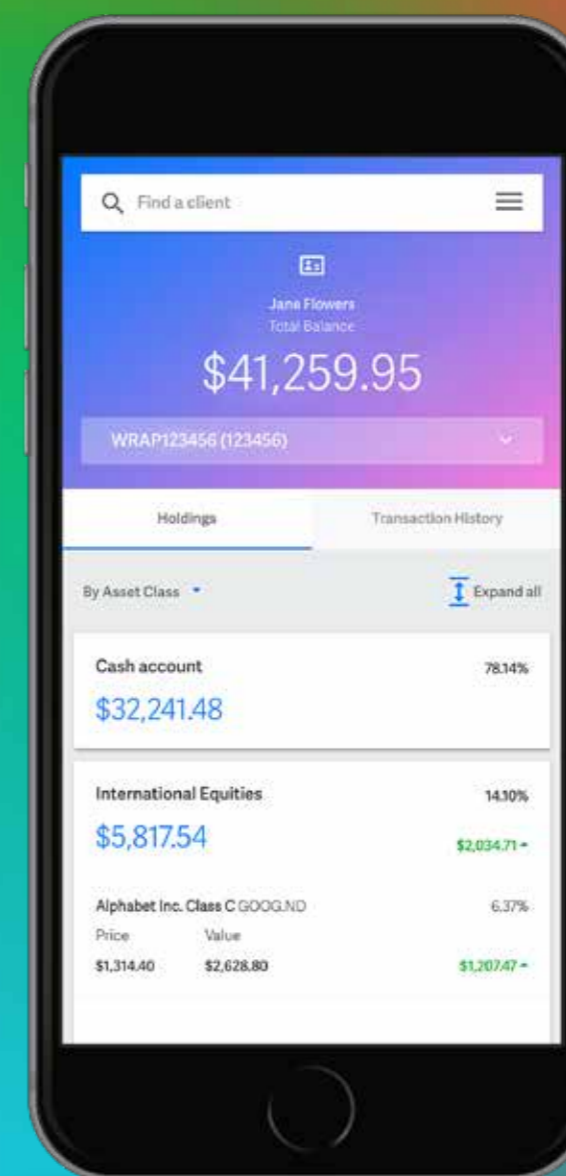 Find a client
Jane Flowers
Total Balance
$41,259.95
WRAP123456 (123456)
Holdings Transaction History
By Asset Class Expand all
Cash account 78.14%
$32,241.48
International Equities 14.10%
$5,817.54 $2,034.71
Alphabet Inc. Class C GOOG.ND 6.37%
Price Value
$1,314.40 $2,628.80 $1,207.47